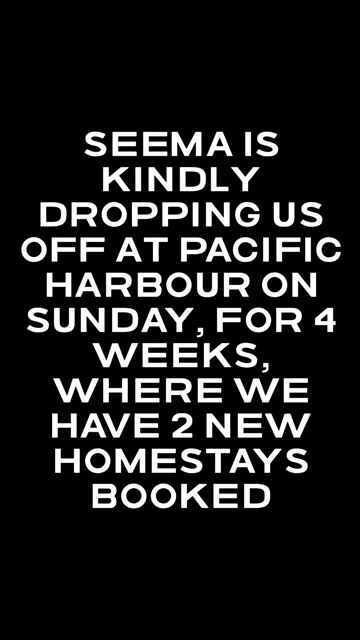 SEEMA IS
KINDLY
DROPPING US
OFF AT PACIFIC
HARBOUR ON
SUNDAY, FOR 4
WEEKS,
WHERE WE
HAVE 2 NEW
HOMESTAYS
BOOKED